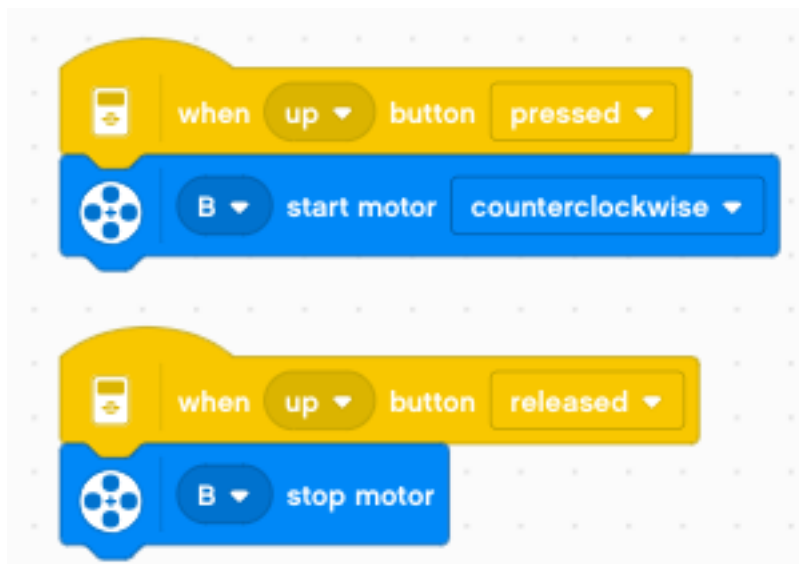 when up button pressed
B start motor counterclockwise
when up button released
B stop motor